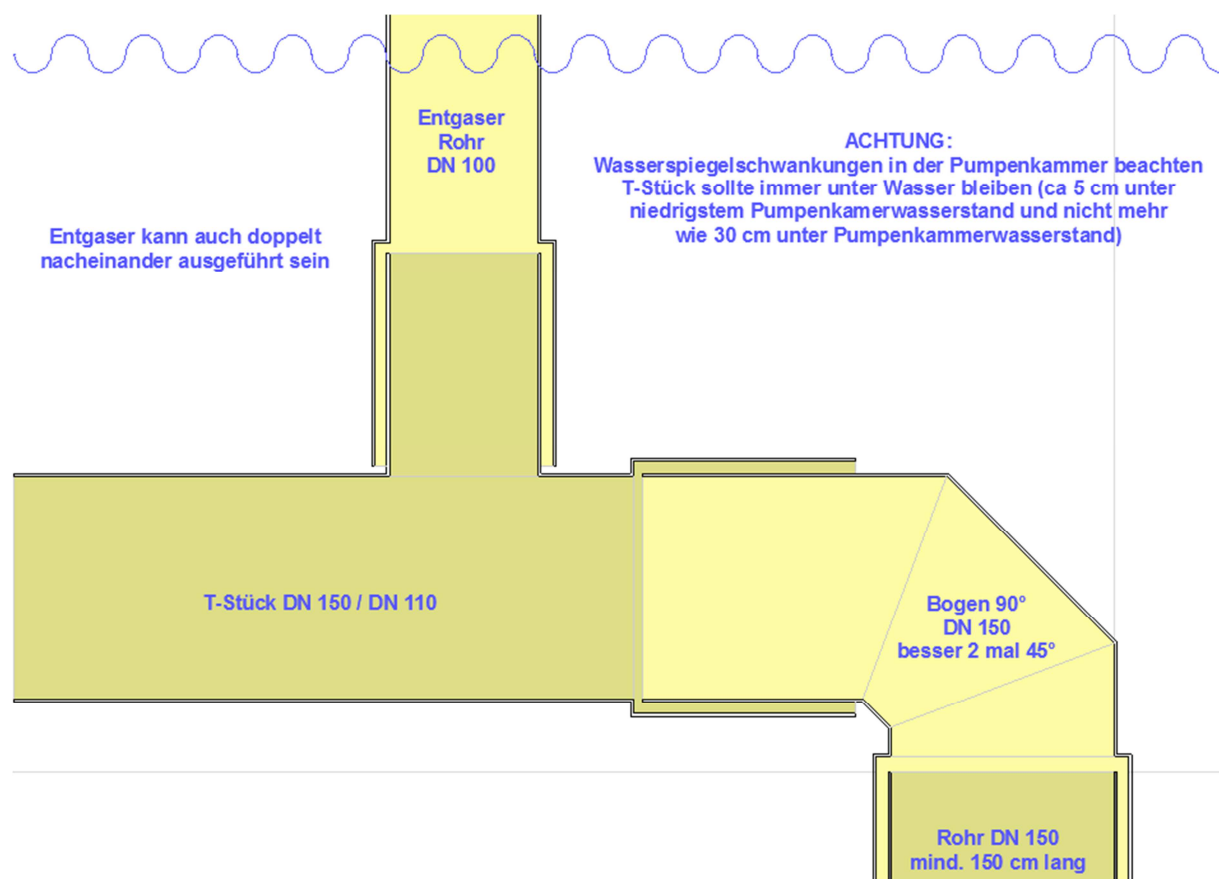 Entgaser
Rohr
DN 100
ACHTUNG:
Wasserspiegelschwankungen in der Pumpenkammer beachten
T-Stück sollte immer unter Wasser bleiben (ca 5 cm unter
niedrigstem Pumpenkamerwasserstand und nicht mehr
wie 30 cm unter Pumpenkammerwasserstand)
Entgaser kann auch doppelt
nacheinander ausgeführt sein
T-Stück DN 150 / DN 110
Bogen 90°
DN 150
besser 2 mal 45°
Rohr DN 150
mind. 150 cm lang